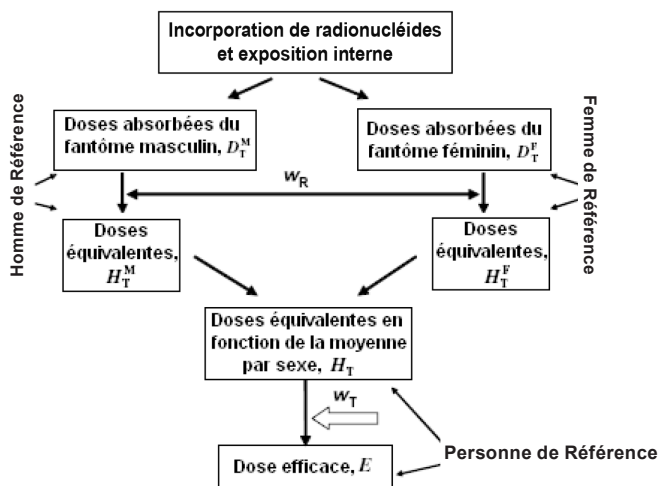 Incorporation de radionucléides
et exposition interne
Homme de Référence
Doses absorbées du
fantôme masculin, D_T^M
Doses absorbées du
fantôme féminin, D_T^F
Femme de Référence
w_R
Doses
équivalentes,
H_T^M
Doses
équivalentes,
H_T^F
Doses équivalentes en
fonction de la moyenne
par sexe, H_T
w_T
Dose efficace, E
Personne de Référence